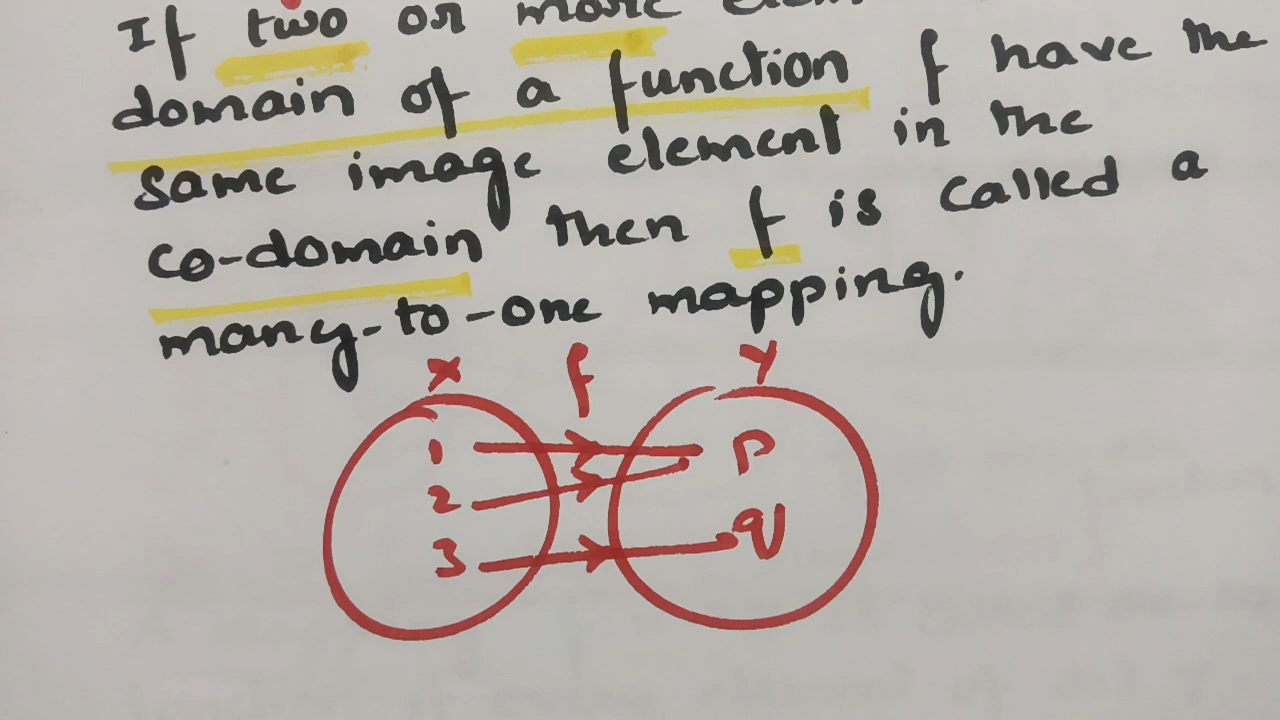 If two or more
domain of a function f have the
same image element in the
co-domain then f is called a
many-to-one mapping.
X f Y
1 P
2
3 q